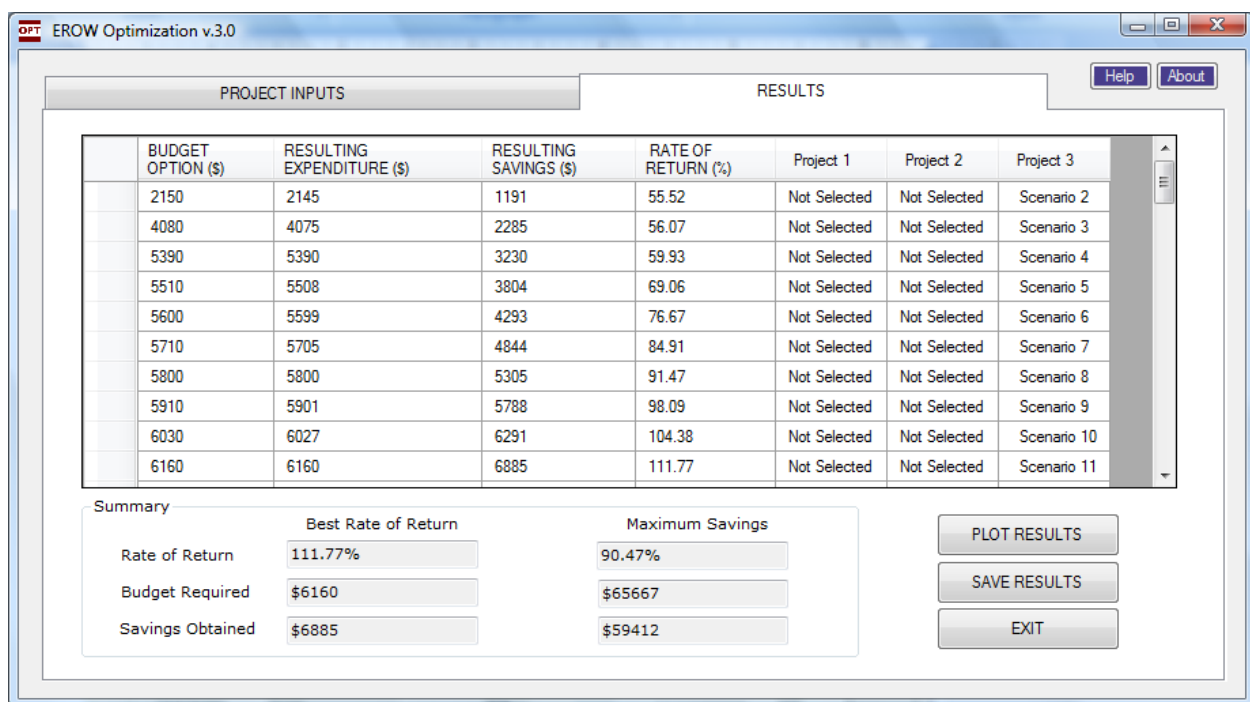 OPT EROW Optimization v.3.0
Help About
PROJECT INPUTS RESULTS
BUDGET OPTION ($) RESULTING EXPENDITURE ($) RESULTING SAVINGS ($) RATE OF RETURN (%) Project 1 Project 2 Project 3
2150 2145 1191 55.52 Not Selected Not Selected Scenario 2
4080 4075 2285 56.07 Not Selected Not Selected Scenario 3
5390 5390 3230 59.93 Not Selected Not Selected Scenario 4
5510 5508 3804 69.06 Not Selected Not Selected Scenario 5
5600 5599 4293 76.67 Not Selected Not Selected Scenario 6
5710 5705 4844 84.91 Not Selected Not Selected Scenario 7
5800 5800 5305 91.47 Not Selected Not Selected Scenario 8
5910 5901 5788 98.09 Not Selected Not Selected Scenario 9
6030 6027 6291 104.38 Not Selected Not Selected Scenario 10
6160 6160 6885 111.77 Not Selected Not Selected Scenario 11
Summary
Best Rate of Return Maximum Savings
Rate of Return 111.77% 90.47%
Budget Required $6160 $65667
Savings Obtained $6885 $59412
PLOT RESULTS
SAVE RESULTS
EXIT